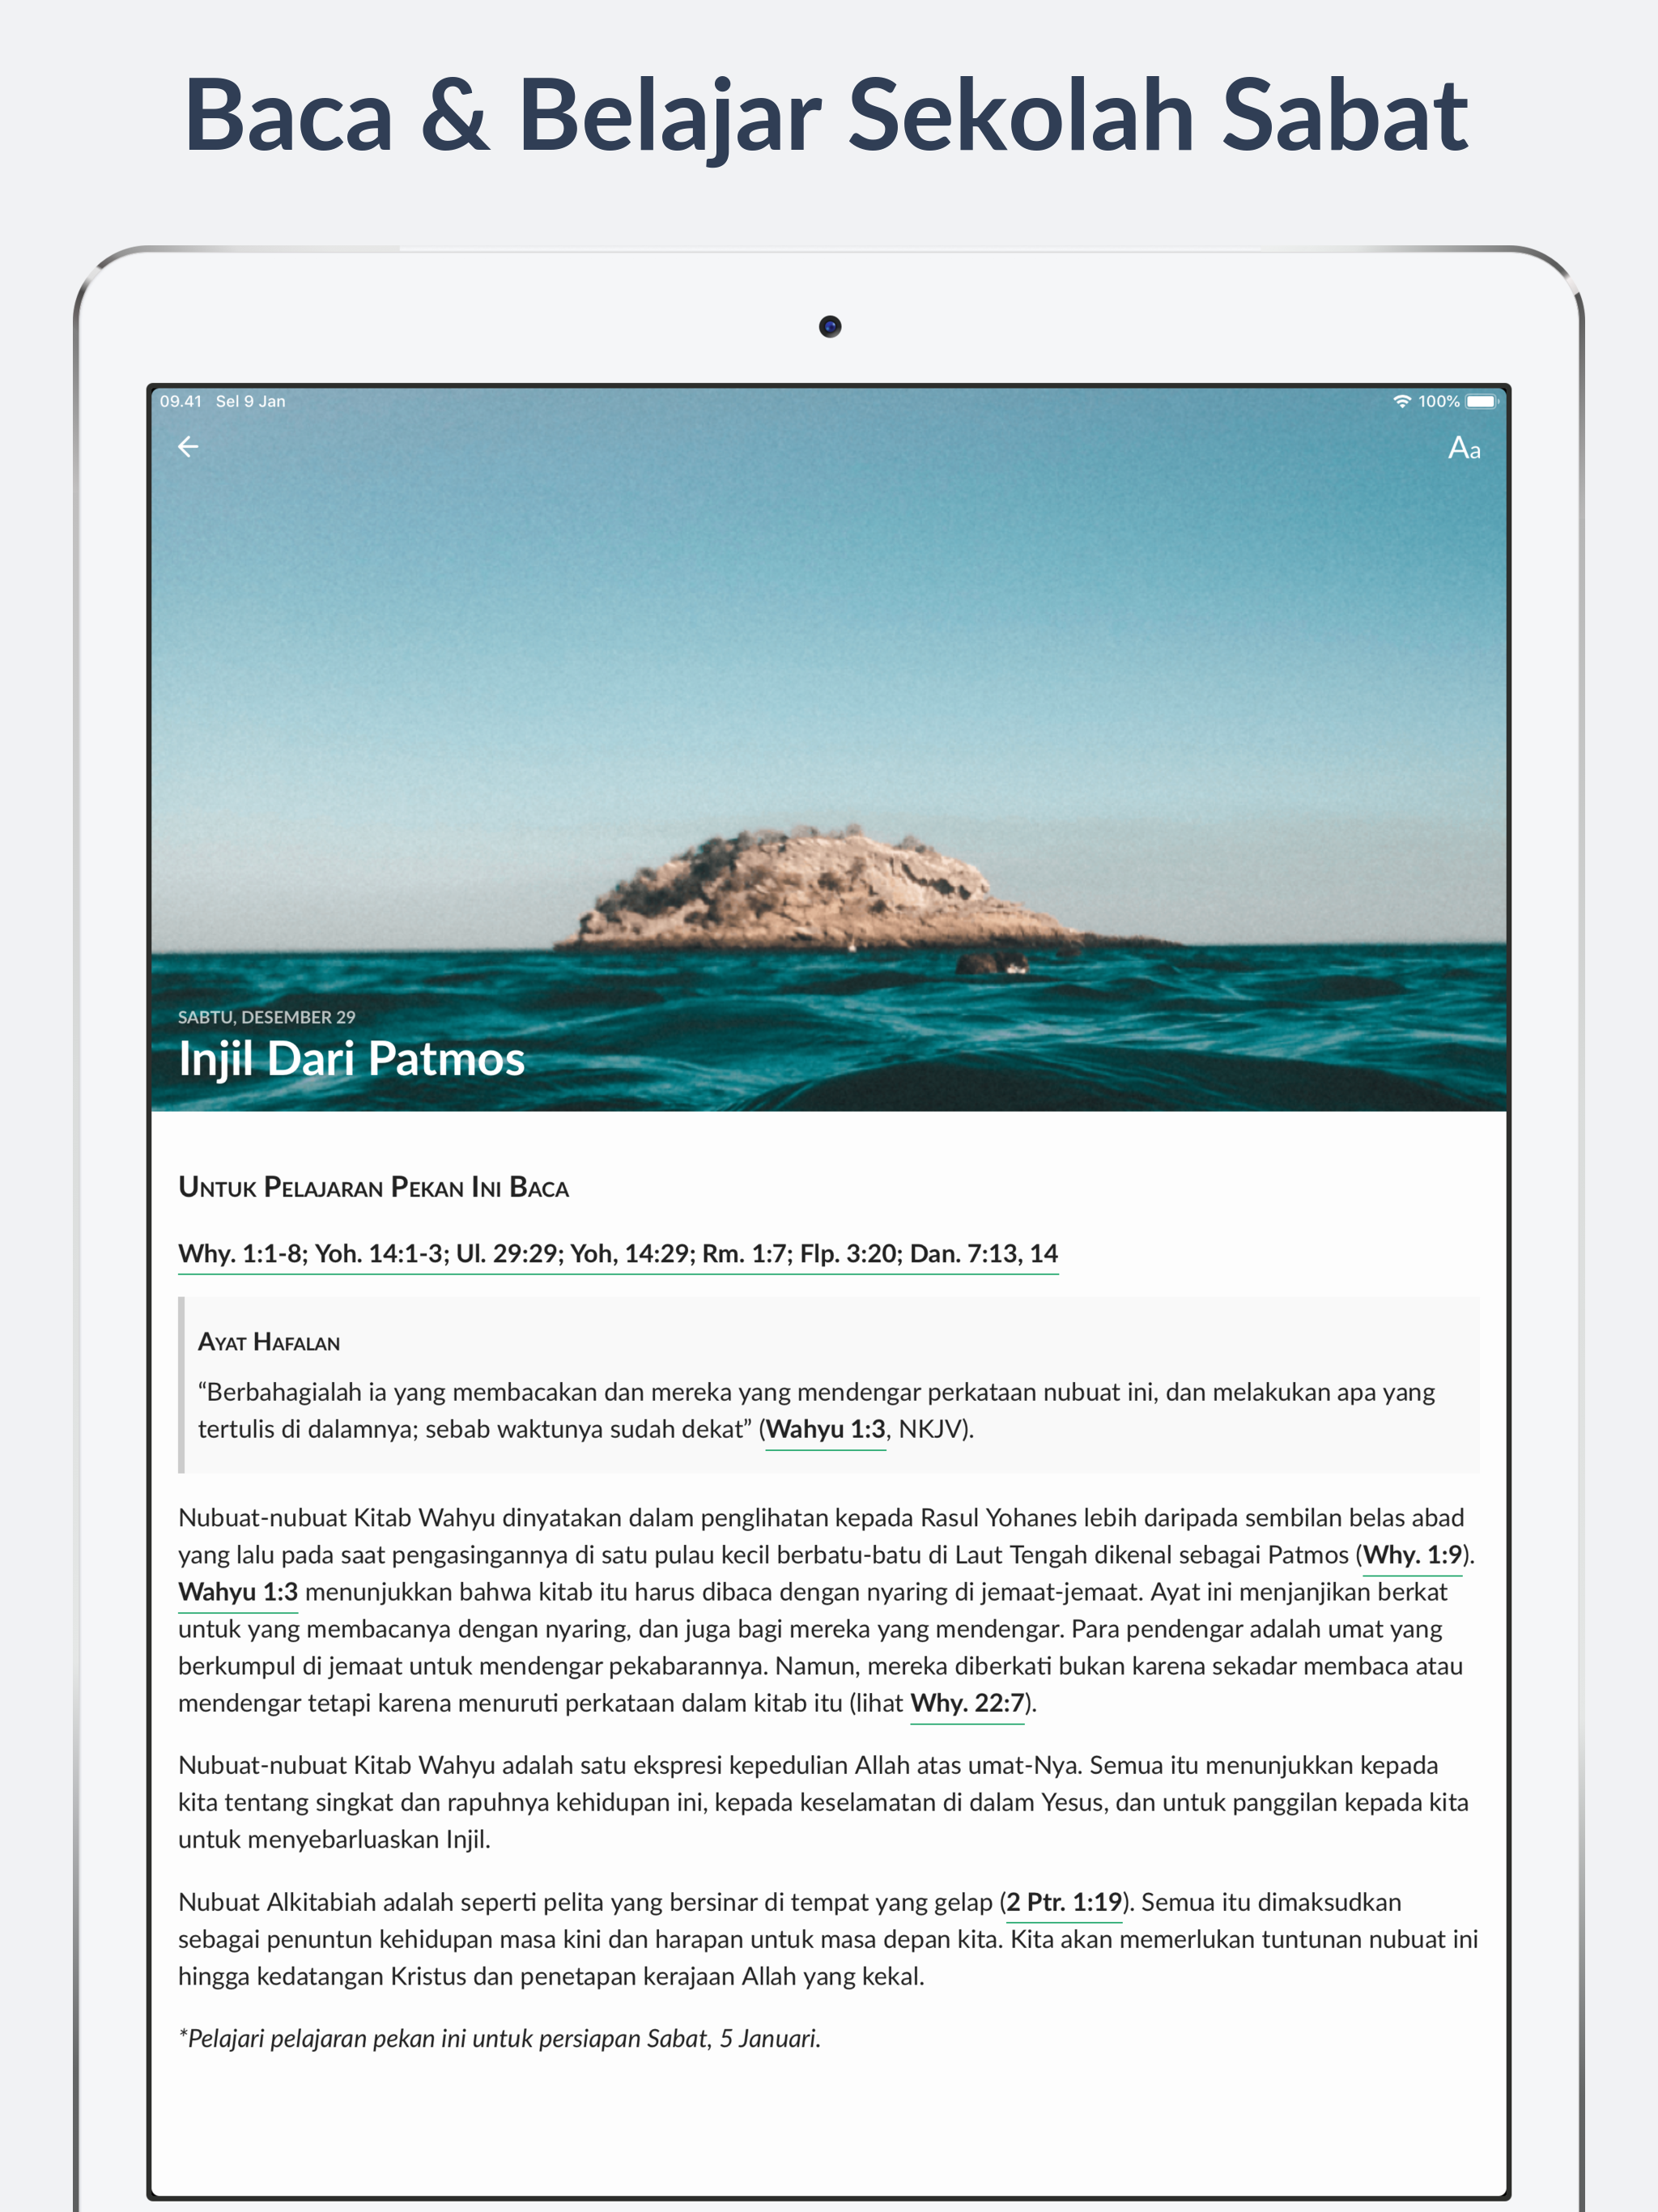 Baca & Belajar Sekolah Sabat
09.41 Sel 9 Jan
100%
Aa
SABTU, DESEMBER 29
Injil Dari Patmos
Untuk Pelajaran Pekan Ini Baca
Why. 1:1-8; Yoh. 14:1-3; Ul. 29:29; Yoh, 14:29; Rm. 1:7; Flp. 3:20; Dan. 7:13, 14
Ayat Hafalan
“Berbahagialah ia yang membacakan dan mereka yang mendengar perkataan nubuat ini, dan melakukan apa yang
tertulis di dalamnya; sebab waktunya sudah dekat” (Wahyu 1:3, NKJV).
Nubuat-nubuat Kitab Wahyu dinyatakan dalam penglihatan kepada Rasul Yohanes lebih daripada sembilan belas abad
yang lalu pada saat pengasingannya di satu pulau kecil berbatu-batu di Laut Tengah dikenal sebagai Patmos (Why. 1:9).
Wahyu 1:3 menunjukkan bahwa kitab itu harus dibaca dengan nyaring di jemaat-jemaat. Ayat ini menjanjikan berkat
untuk yang membacanya dengan nyaring, dan juga bagi mereka yang mendengar. Para pendengar adalah umat yang
berkumpul di jemaat untuk mendengar pekabarannya. Namun, mereka diberkati bukan karena sekadar membaca atau
mendengar tetapi karena menuruti perkataan dalam kitab itu (lihat Why. 22:7).
Nubuat-nubuat Kitab Wahyu adalah satu ekspresi kepedulian Allah atas umat-Nya. Semua itu menunjukkan kepada
kita tentang singkat dan rapuhnya kehidupan ini, kepada keselamatan di dalam Yesus, dan untuk panggilan kepada kita
untuk menyebarluaskan Injil.
Nubuat Alkitabiah adalah seperti pelita yang bersinar di tempat yang gelap (2 Ptr. 1:19). Semua itu dimaksudkan
sebagai penuntun kehidupan masa kini dan harapan untuk masa depan kita. Kita akan memerlukan tuntunan nubuat ini
hingga kedatangan Kristus dan penetapan kerajaan Allah yang kekal.
*Pelajari pelajaran pekan ini untuk persiapan Sabat, 5 Januari.